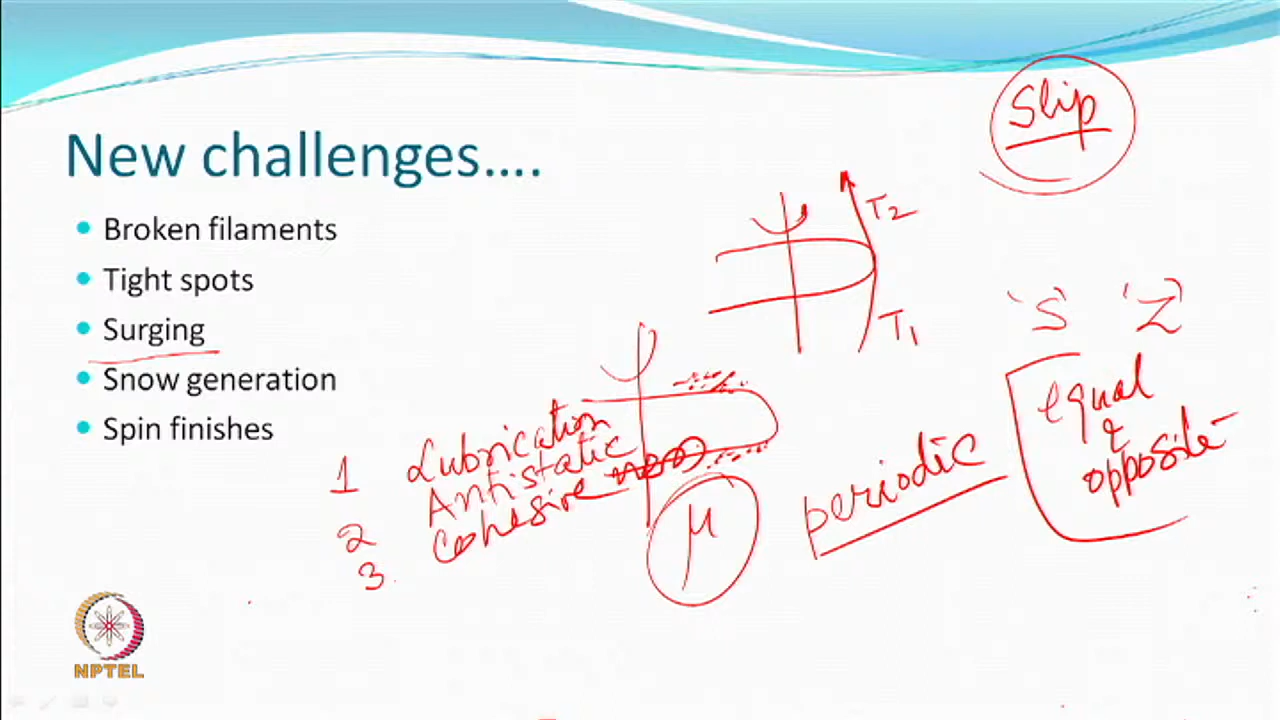 Slip
New challenges....
T2
• Broken filaments
• Tight spots
• Surging
• Snow generation
• Spin finishes
T1
'S' 'Z'
equal
&
opposite
periodic
1 Lubrication
Antistatic
2 Cohesive
3.
μ
NPTEL